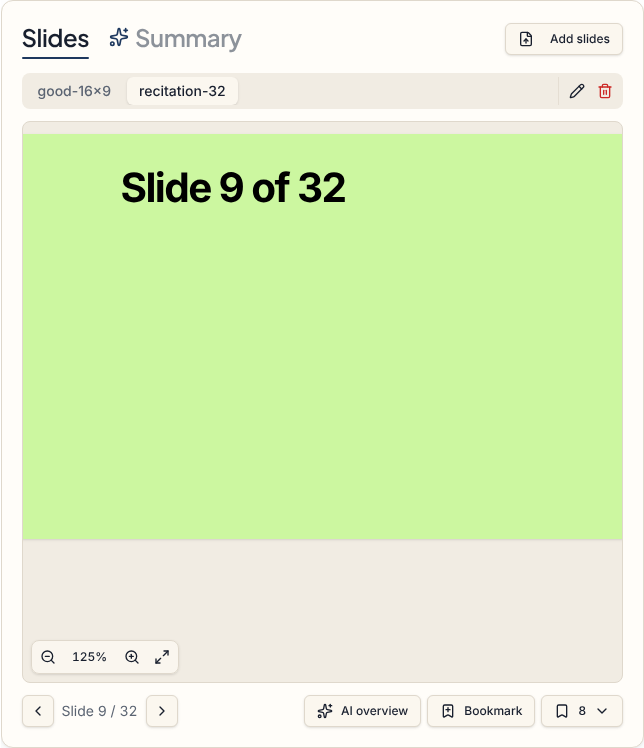 Slides Summary Add slides
good-16×9 recitation-32
Slide 9 of 32
125%
Slide 9 / 32 AI overview Bookmark 8